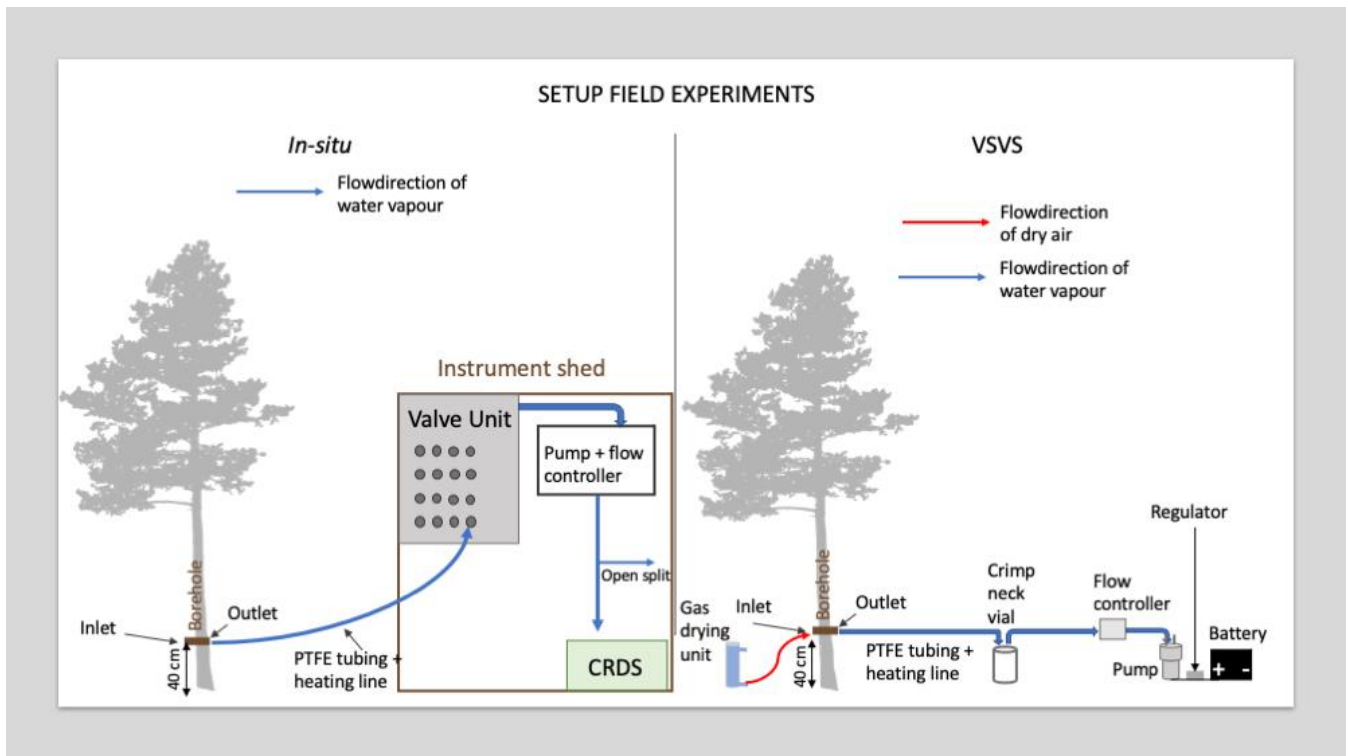 SETUP FIELD EXPERIMENTS
In-situ
Flowdirection of
water vapour
Instrument shed
Valve Unit
Pump + flow
controller
Open split
CRDS
Borehole
Inlet
Outlet
40 cm
PTFE tubing +
heating line
VSVS
Flowdirection
of dry air
Flowdirection of
water vapour
Regulator
Gas
drying
unit
Inlet
Borehole
Outlet
40 cm
PTFE tubing +
heating line
Crimp
neck
vial
Flow
controller
Pump
Battery
+ -